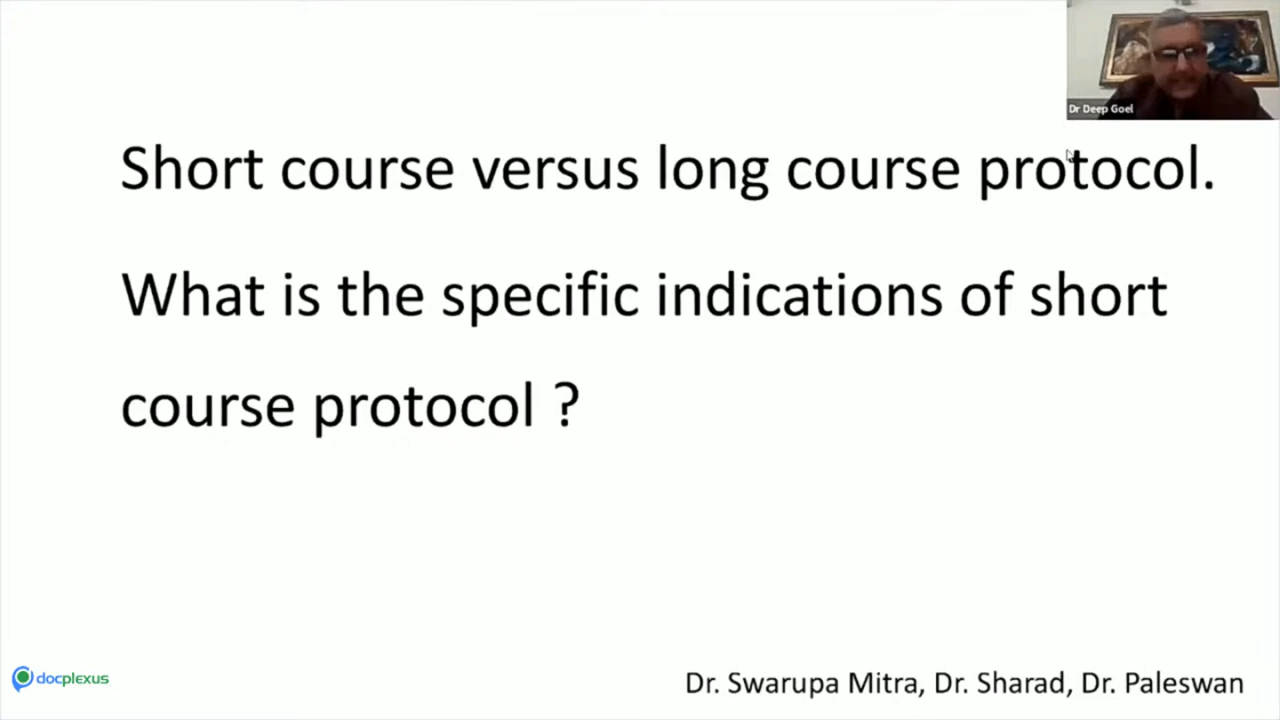 Dr Deep Goel
Short course versus long course protocol.
What is the specific indications of short
course protocol ?
docplexus
Dr. Swarupa Mitra, Dr. Sharad, Dr. Paleswan